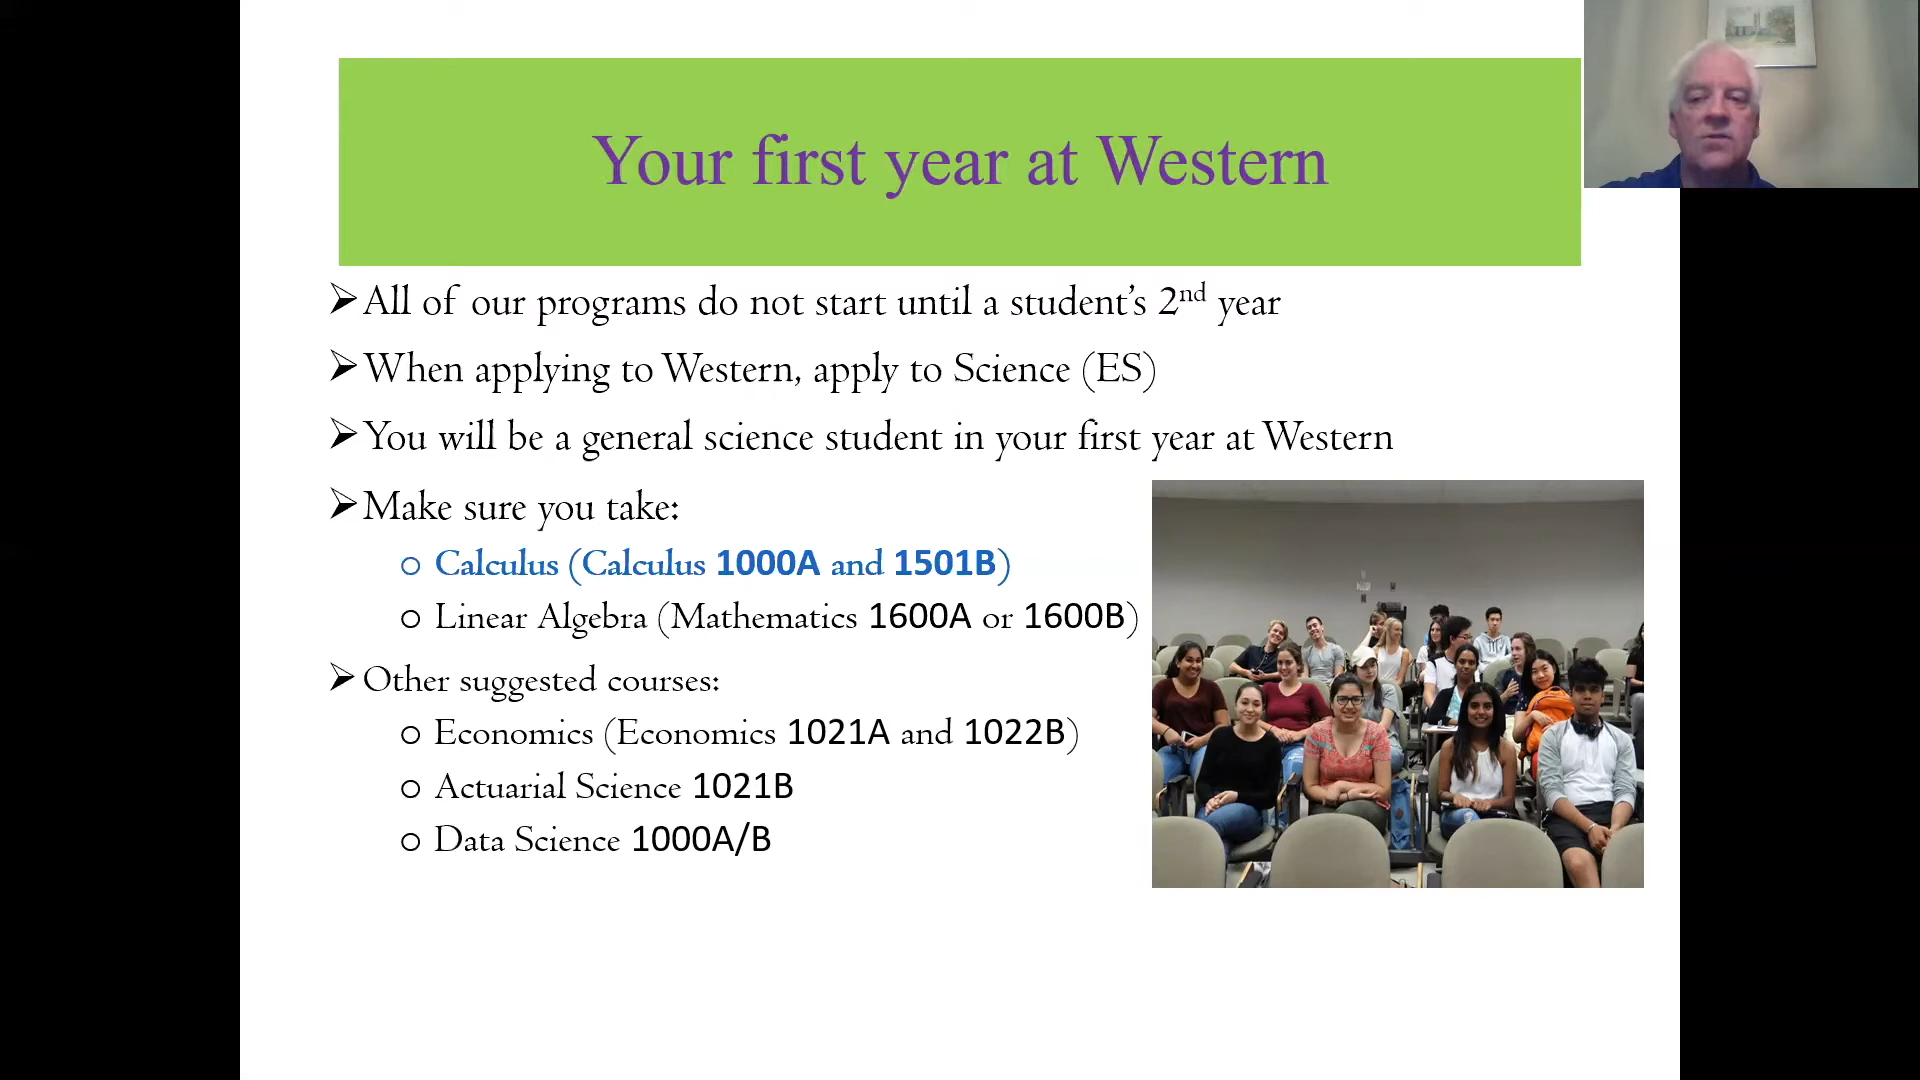 Your first year at Western
➢All of our programs do not start until a student’s 2nd year
➢When applying to Western, apply to Science (ES)
➢You will be a general science student in your first year at Western
➢Make sure you take:
o Calculus (Calculus 1000A and 1501B)
o Linear Algebra (Mathematics 1600A or 1600B)
➢Other suggested courses:
o Economics (Economics 1021A and 1022B)
o Actuarial Science 1021B
o Data Science 1000A/B